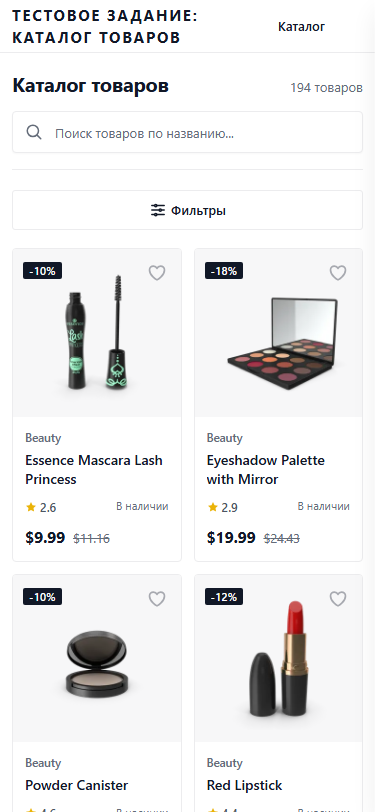 ТЕСТОВОЕ ЗАДАНИЕ:
КАТАЛОГ ТОВАРОВ
Каталог
Каталог товаров
194 товаров
Поиск товаров по названию...
Фильтры
-10%
-18%
Beauty
Essence Mascara Lash
Princess
2.6
В наличии
$9.99 $11.16
Beauty
Eyeshadow Palette
with Mirror
2.9
В наличии
$19.99 $24.43
-10%
-12%
Beauty
Powder Canister
Beauty
Red Lipstick